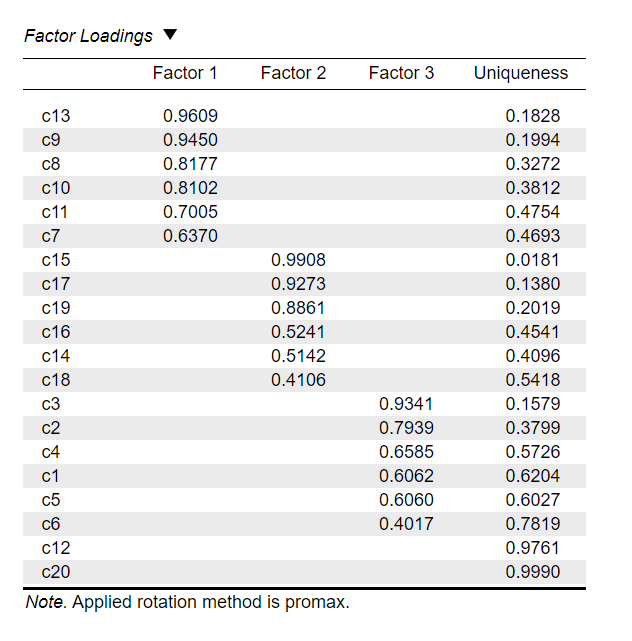 Factor Loadings ▼
Factor 1 Factor 2 Factor 3 Uniqueness
c13 0.9609 0.1828
c9 0.9450 0.1994
c8 0.8177 0.3272
c10 0.8102 0.3812
c11 0.7005 0.4754
c7 0.6370 0.4693
c15 0.9908 0.0181
c17 0.9273 0.1380
c19 0.8861 0.2019
c16 0.5241 0.4541
c14 0.5142 0.4096
c18 0.4106 0.5418
c3 0.9341 0.1579
c2 0.7939 0.3799
c4 0.6585 0.5726
c1 0.6062 0.6204
c5 0.6060 0.6027
c6 0.4017 0.7819
c12 0.9761
c20 0.9990
Note. Applied rotation method is promax.